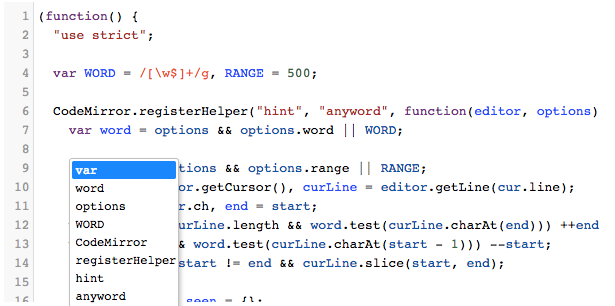 1 (function() {
2 "use strict";
3
4 var WORD = /[\w$]+/g, RANGE = 500;
5
6 CodeMirror.registerHelper("hint", "anyword", function(editor, options)
7 var word = options && options.word || WORD;
8
9 tions && options.range || RANGE;
10 or.getCursor(), curLine = editor.getLine(cur.line);
11 r.ch, end = start;
12 urLine.length && word.test(curLine.charAt(end))) ++end
13 & word.test(curLine.charAt(start - 1))) --start;
14 start != end && curLine.slice(start, end);
15
16 seen = {};
var
word
options
WORD
CodeMirror
registerHelper
hint
anyword